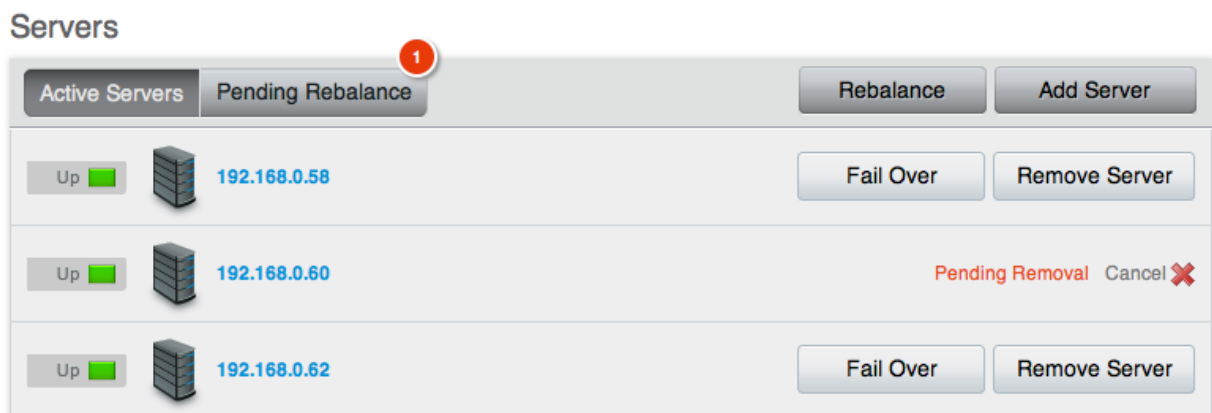 Servers
1
Active Servers Pending Rebalance Rebalance Add Server
Up 192.168.0.58 Fail Over Remove Server
Up 192.168.0.60 Pending Removal Cancel
Up 192.168.0.62 Fail Over Remove Server